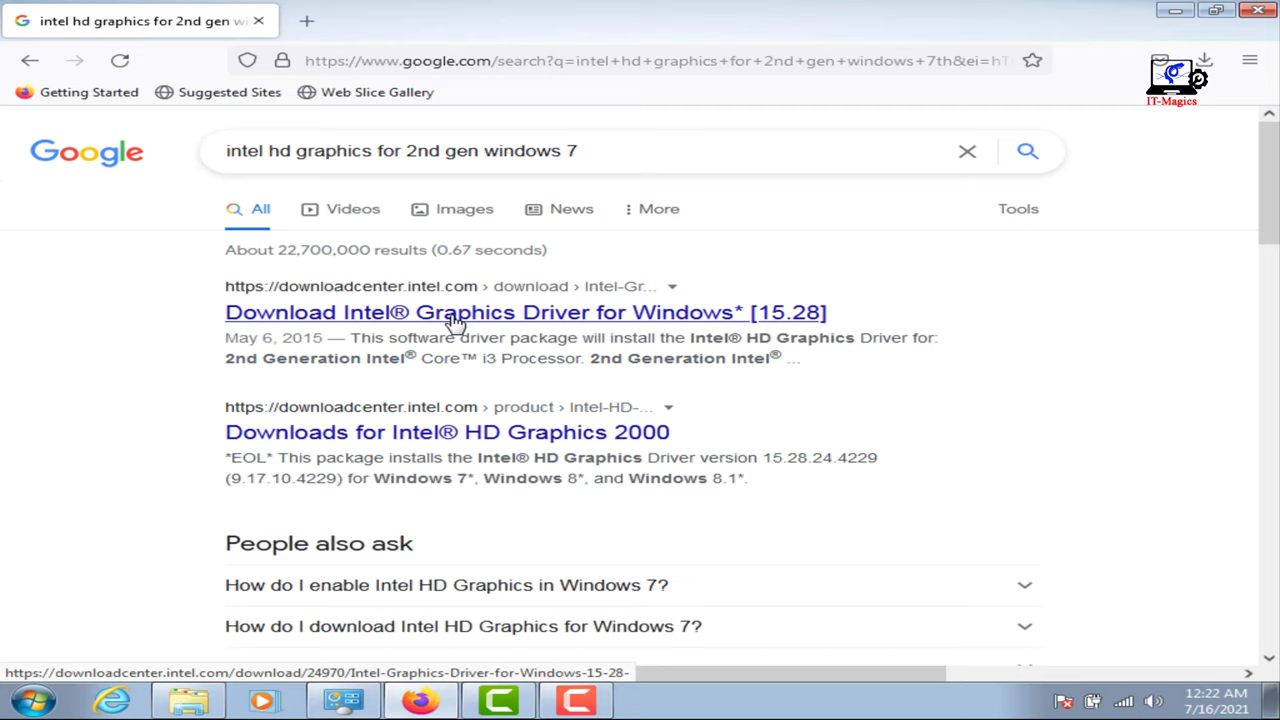 intel hd graphics for 2nd gen wi
https://www.google.com/search?q=intel+hd+graphics+for+2nd+gen+windows+7th&ei=hT
Getting Started
Suggested Sites
Web Slice Gallery
IT-Magics
Google
intel hd graphics for 2nd gen windows 7
All
Videos
Images
News
More
Tools
About 22,700,000 results (0.67 seconds)
https://downloadcenter.intel.com › download › Intel-Gr...
Download Intel® Graphics Driver for Windows* [15.28]
May 6, 2015 — This software driver package will install the Intel® HD Graphics Driver for:
2nd Generation Intel® Core™ i3 Processor. 2nd Generation Intel® ...
https://downloadcenter.intel.com › product › Intel-HD-...
Downloads for Intel® HD Graphics 2000
*EOL* This package installs the Intel® HD Graphics Driver version 15.28.24.4229
(9.17.10.4229) for Windows 7*, Windows 8*, and Windows 8.1*.
People also ask
How do I enable Intel HD Graphics in Windows 7?
How do I download Intel HD Graphics for Windows 7?
https://downloadcenter.intel.com/download/24970/Intel-Graphics-Driver-for-Windows-15-28-
12:22 AM
7/16/2021